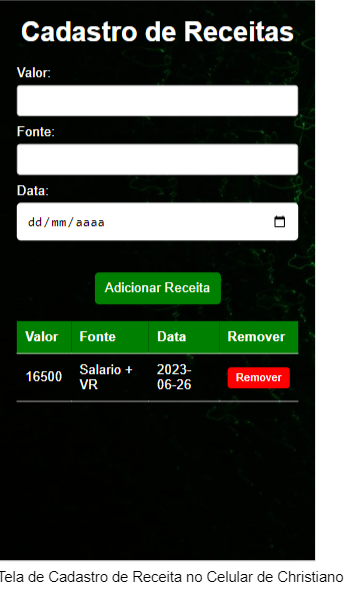 Cadastro de Receitas
Valor:
Fonte:
Data:
dd/mm/aaaa
Adicionar Receita
Valor Fonte Data Remover
16500 Salario + VR 2023-06-26 Remover
Tela de Cadastro de Receita no Celular de Christiano